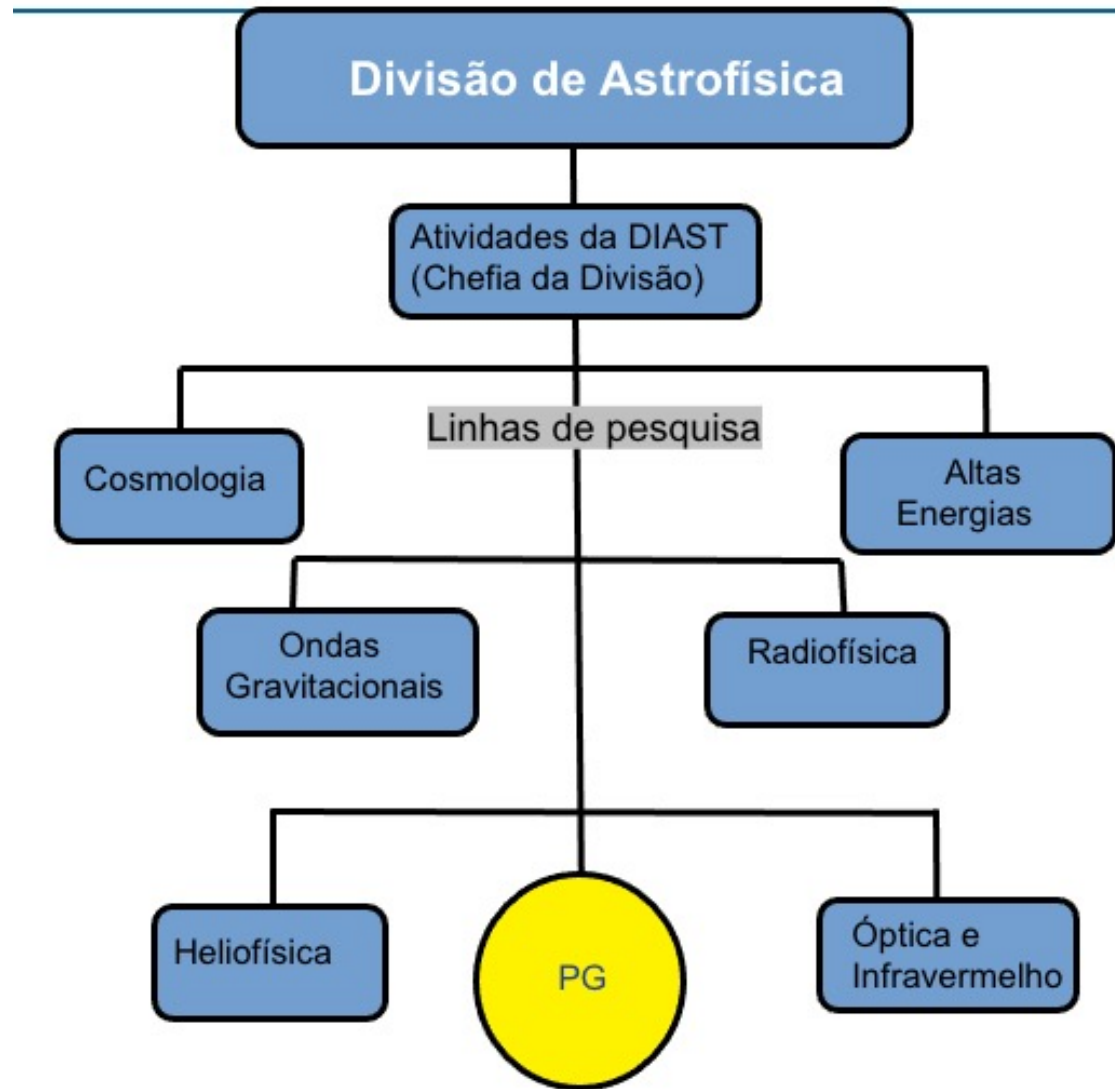 Divisão de Astrofísica
Atividades da DIAST
(Chefia da Divisão)
Linhas de pesquisa
Cosmologia
Altas
Energias
Ondas
Gravitacionais
Radiofísica
Heliofísica
PG
Óptica e
Infravermelho